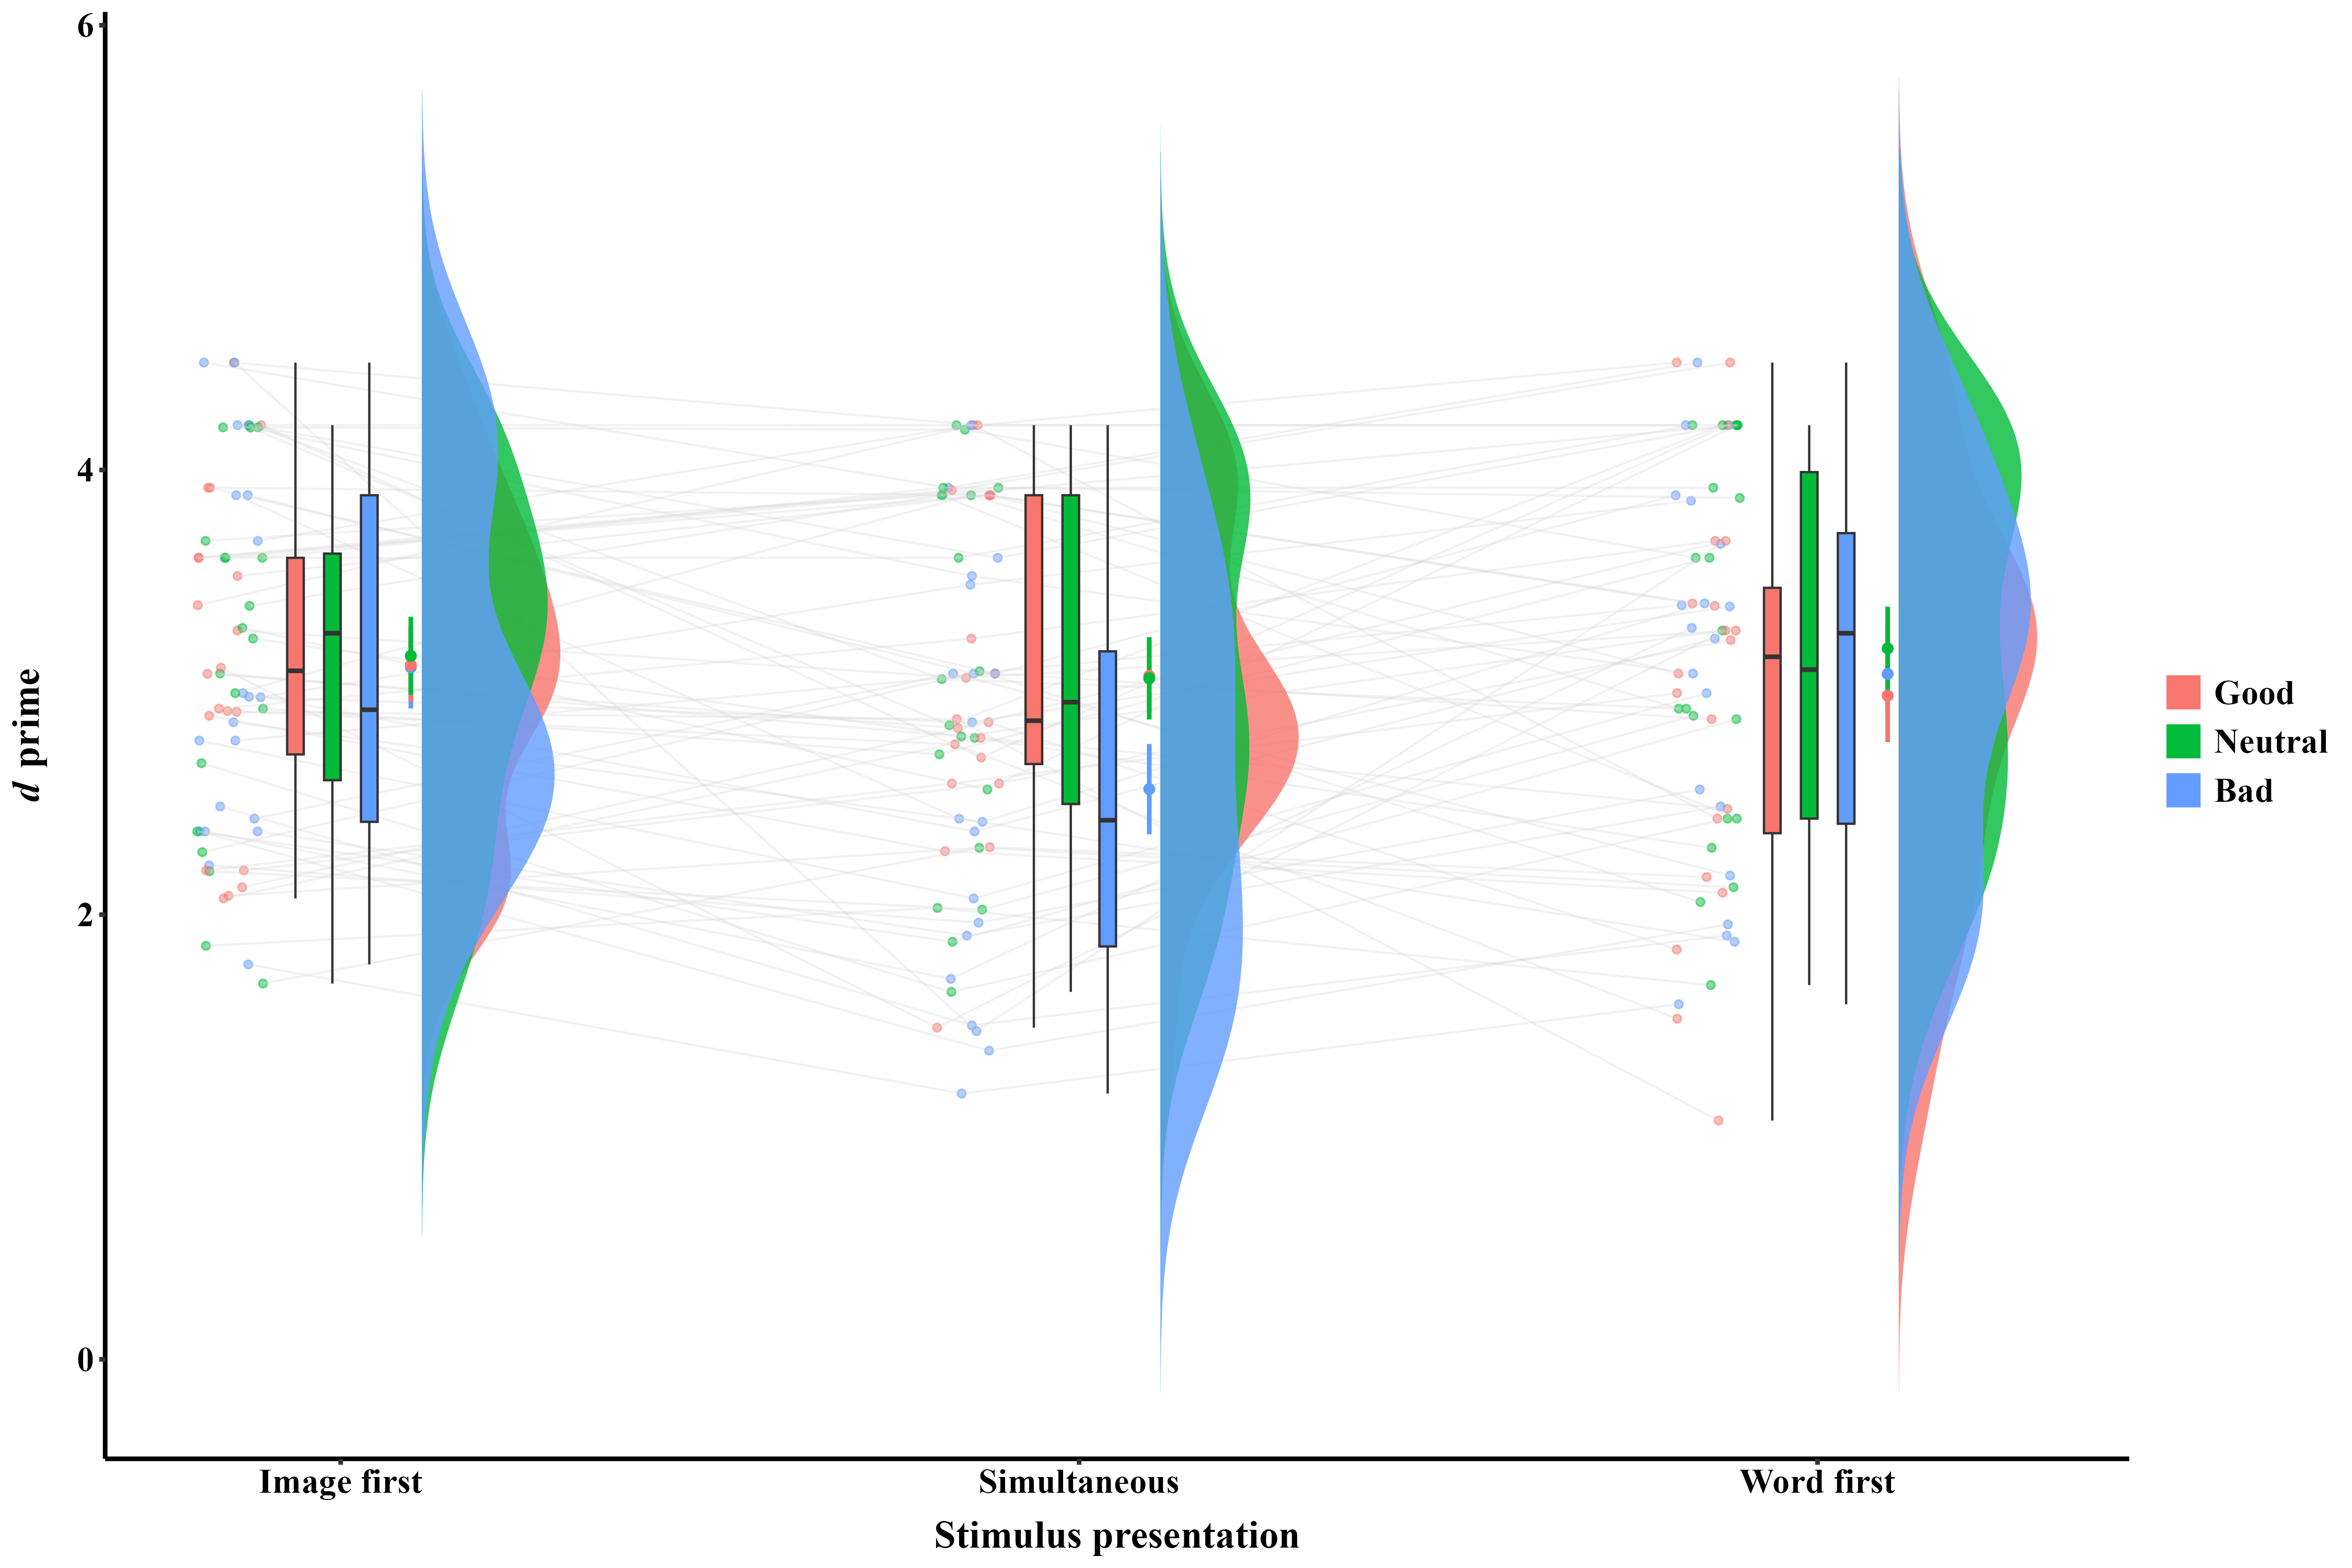 6
4
2
0
d prime
Image first
Simultaneous
Word first
Stimulus presentation
Good
Neutral
Bad